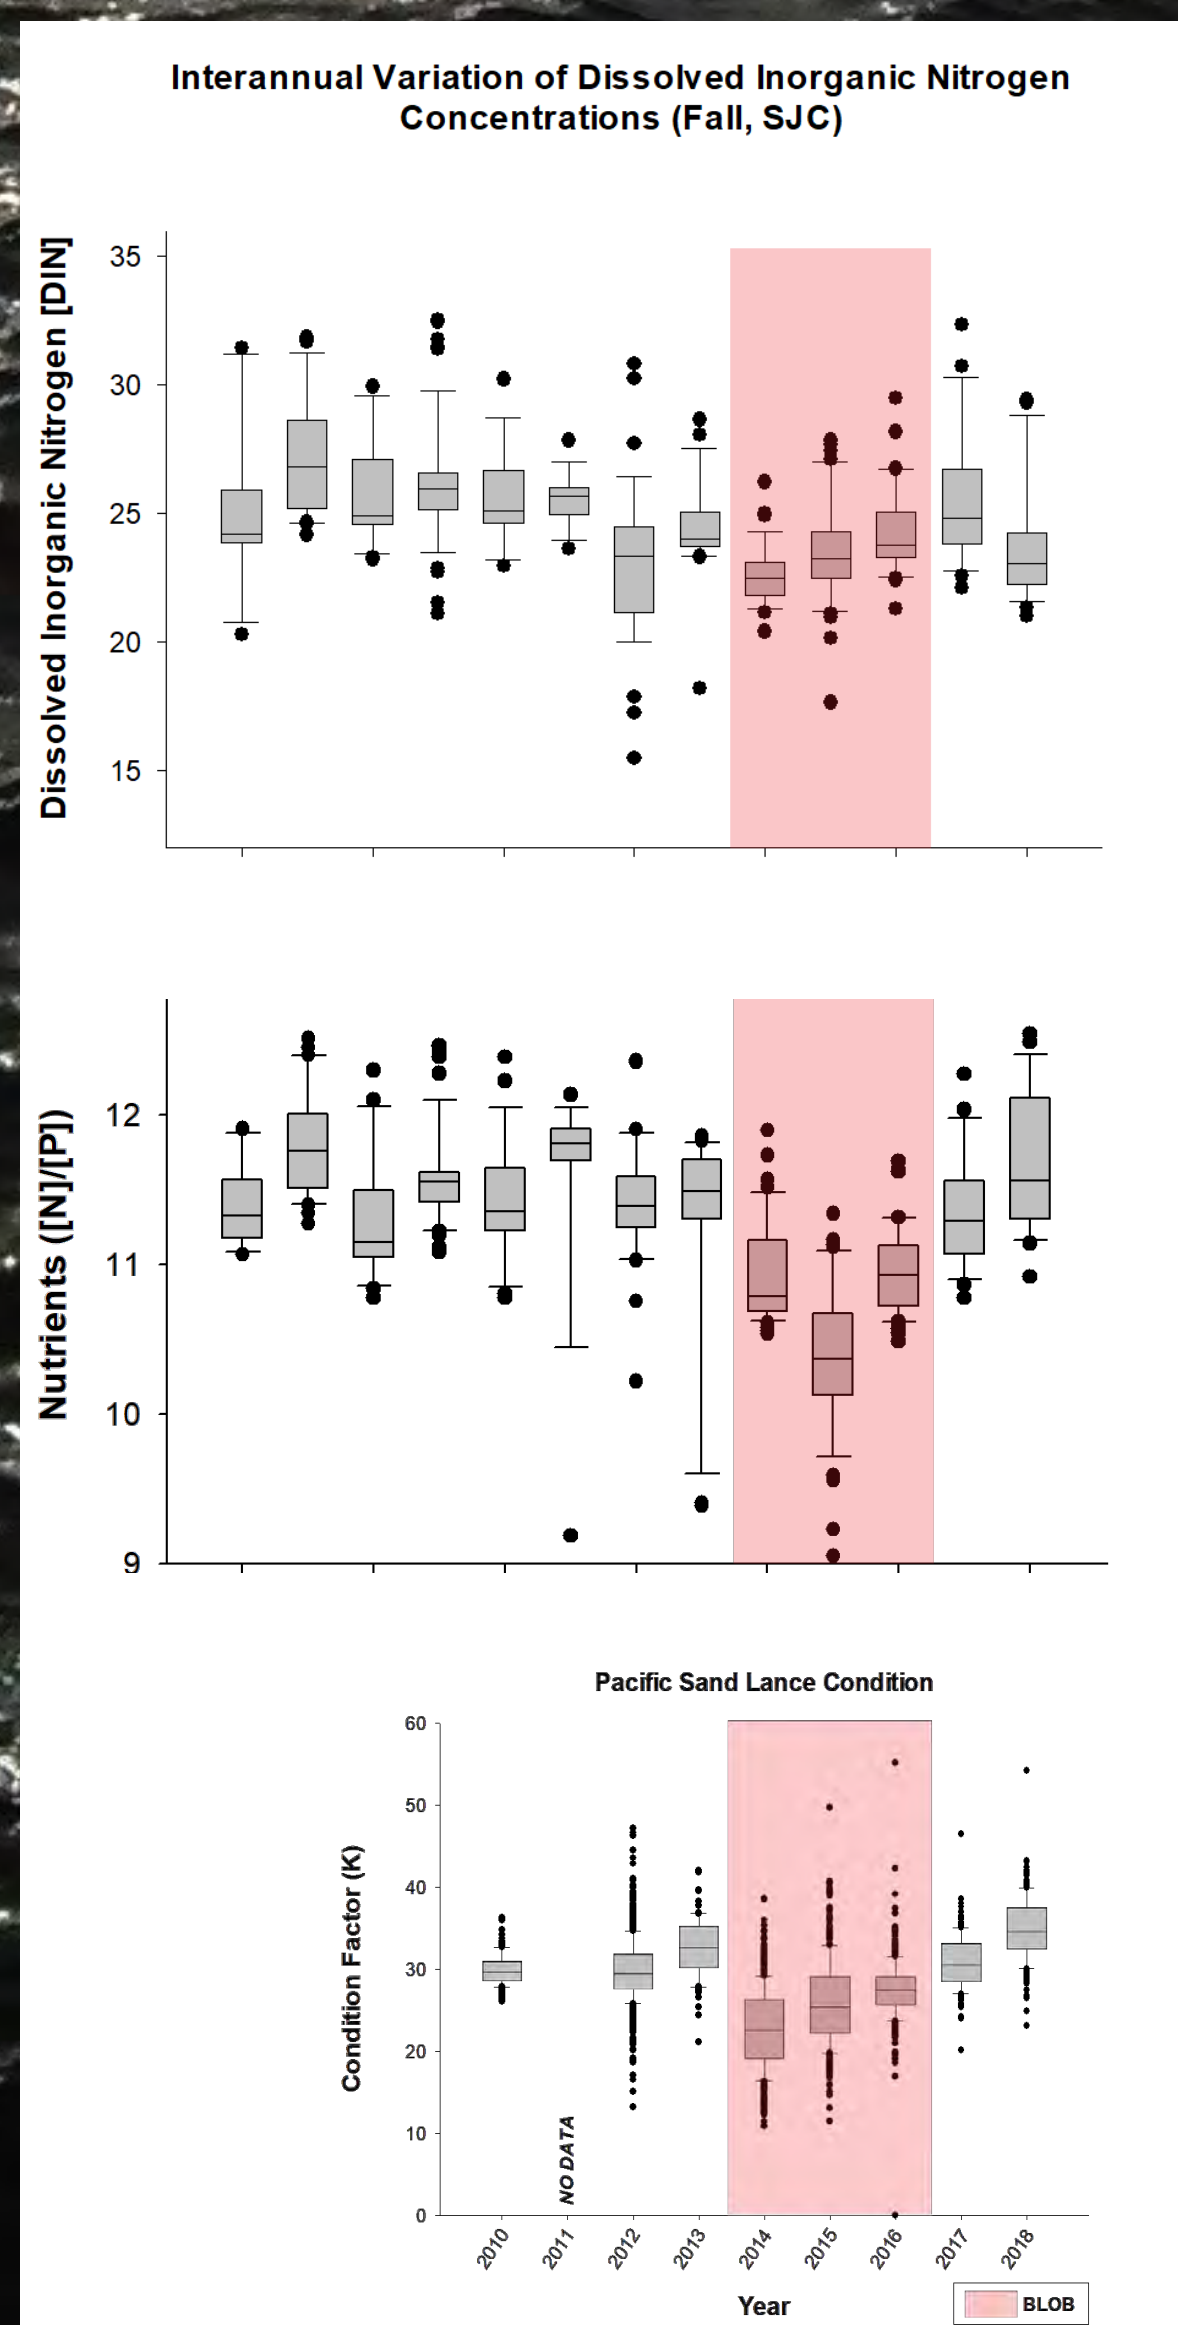 Interannual Variation of Dissolved Inorganic Nitrogen
Concentrations (Fall, SJC)
Dissolved Inorganic Nitrogen [DIN]
35
30
25
20
15
Nutrients ([N]/[P])
12
11
10
9
Pacific Sand Lance Condition
Condition Factor (K)
60
50
40
30
20
10
0
NO DATA
2010
2011
2012
2013
2014
2015
2016
2017
2018
Year
BLOB